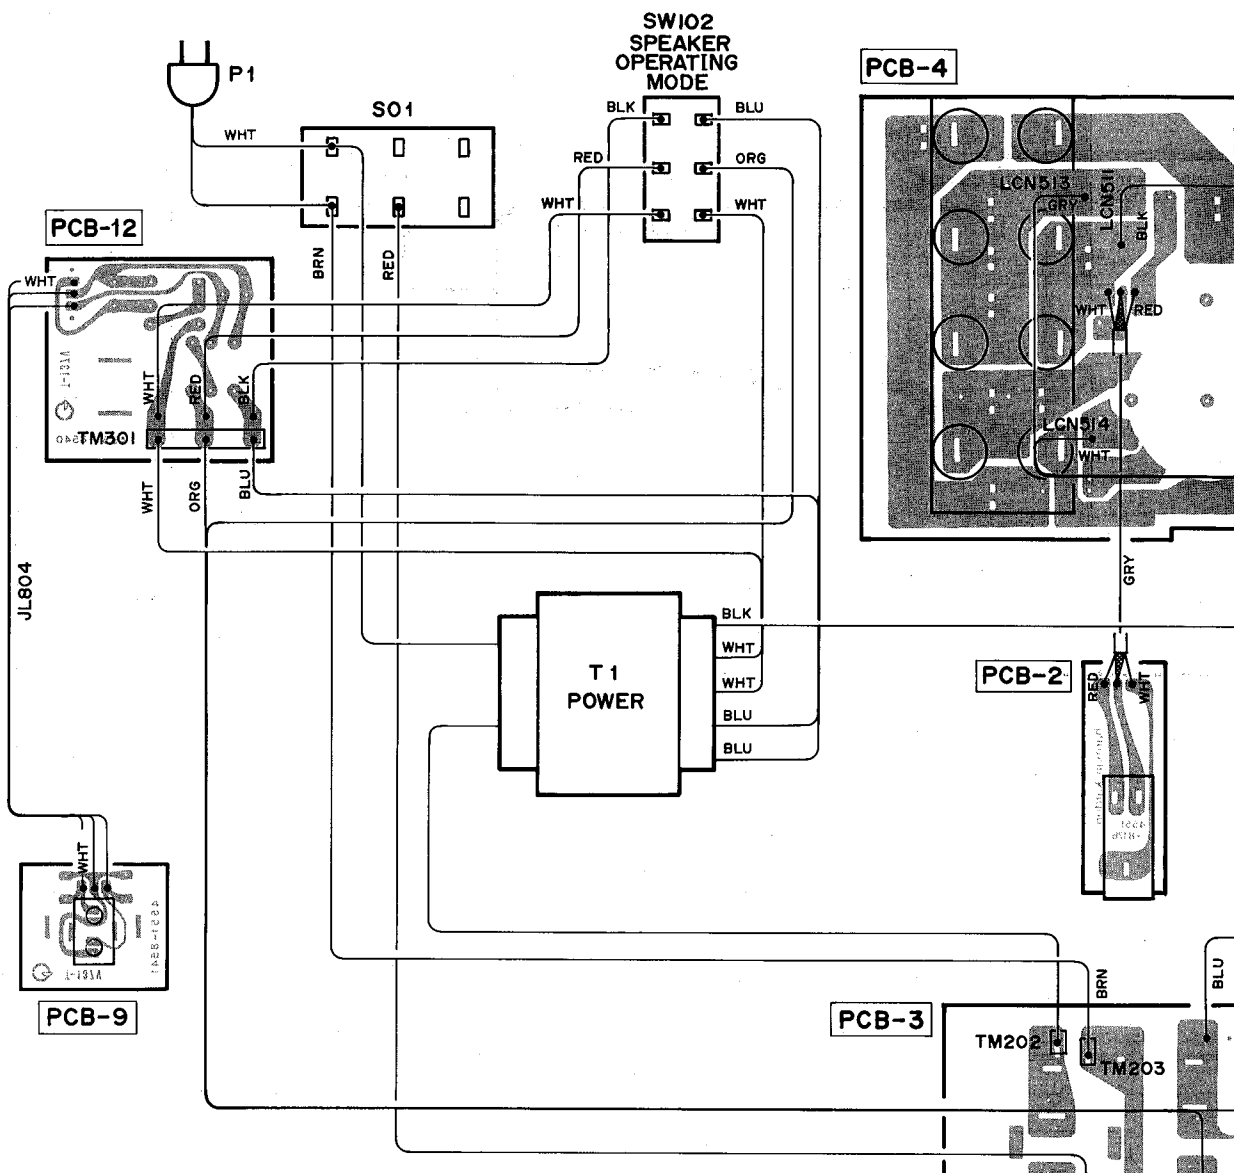 SW102
SPEAKER
OPERATING
MODE
P1
S01
WHT
BLK
BLU
RED
ORG
WHT
WHT
PCB-4
LCN513
LCN511
GRY
BLK
WHT
RED
LCN514
WHT
PCB-12
WHT
BRN
RED
WHT
RED
BLK
TM301
WHT
ORG
BLU
JL804
GRY
T1
POWER
BLK
WHT
WHT
BLU
BLU
PCB-2
RED
WHT
WHT
PCB-9
PCB-3
BRN
BLU
TM202
TM203